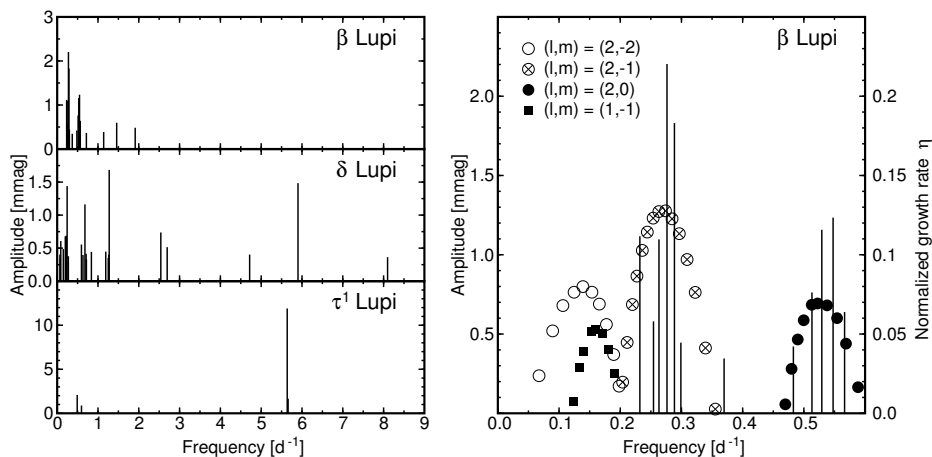 β Lupi
3
2
1
0
δ Lupi
1.5
1.0
0.5
0.0
τ¹ Lupi
10
5
0
0 1 2 3 4 5 6 7 8 9
Frequency [d⁻¹]
Amplitude [mmag]
β Lupi
(l,m) = (2,-2)
(l,m) = (2,-1)
(l,m) = (2,0)
(l,m) = (1,-1)
2.0
1.5
1.0
0.5
0.0 0.1 0.2 0.3 0.4 0.5
Frequency [d⁻¹]
Amplitude [mmag]
0.2
0.15
0.1
0.05
0.0
Normalized growth rate η